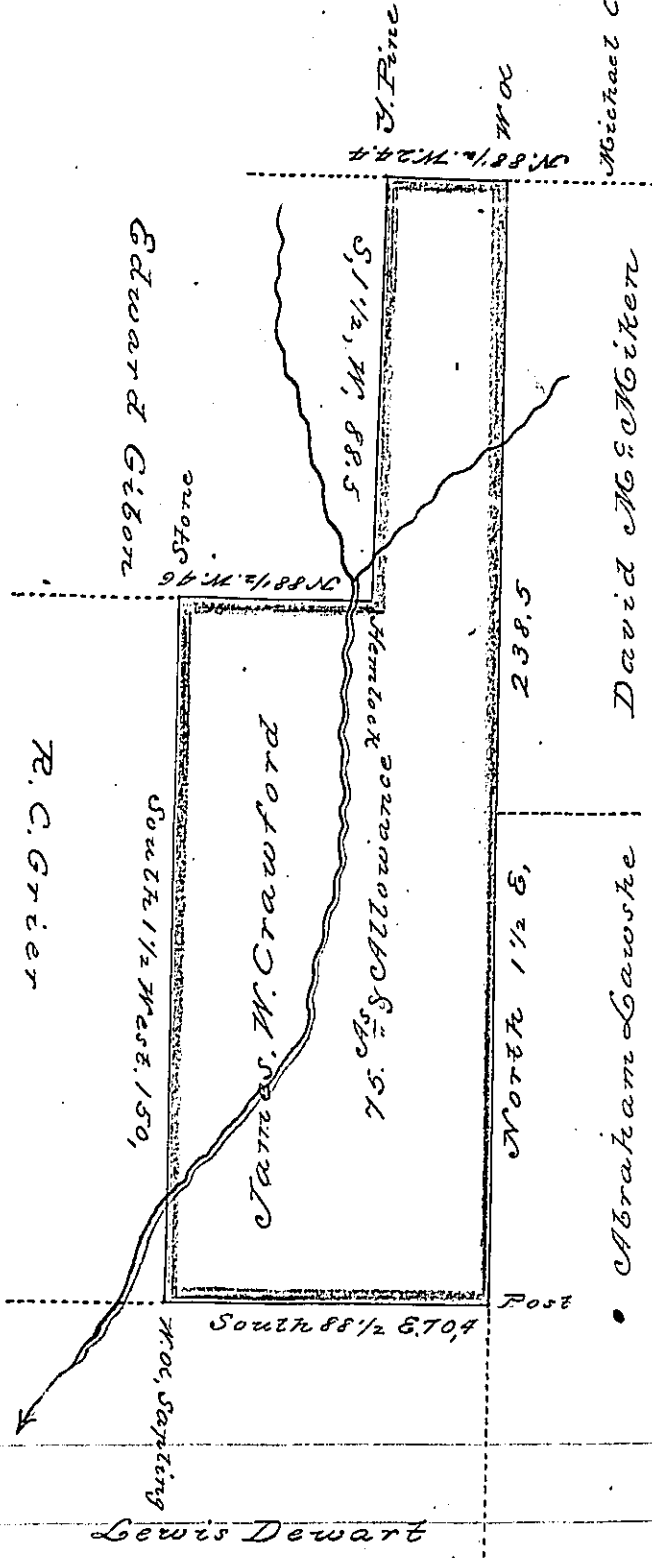 Michael C
Y. Pine
W O
N. 88 1/2. W. 24.4
David Mc. Miken
S, 1 1/2, W, 88.5
Edward Gibon
Stone
N 88 1/2. W. 46
Hemlock
238.5
North 1 1/2 E,
James. W. Crawford
75. As & Allowance
R. C. Grier
South 1 1/2 West. 150,
Abraham Lawshe
Post
South 88 1/2 E 70,4
W. O, Sapling
Lewis Dewart